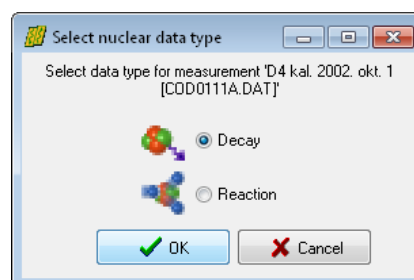 Select nuclear data type
Select data type for measurement 'D4 kal. 2002. okt. 1
[COD0111A.DAT]'
Decay
Reaction
OK
Cancel